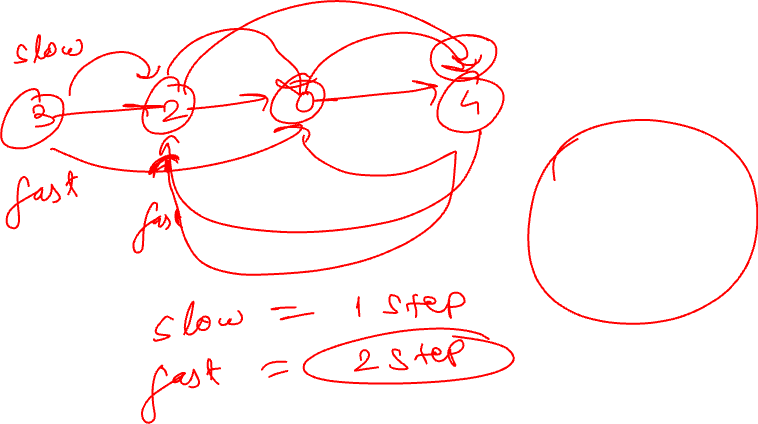 slow
3 2 0 4
fast
fast
slow = 1 step
fast = 2 step